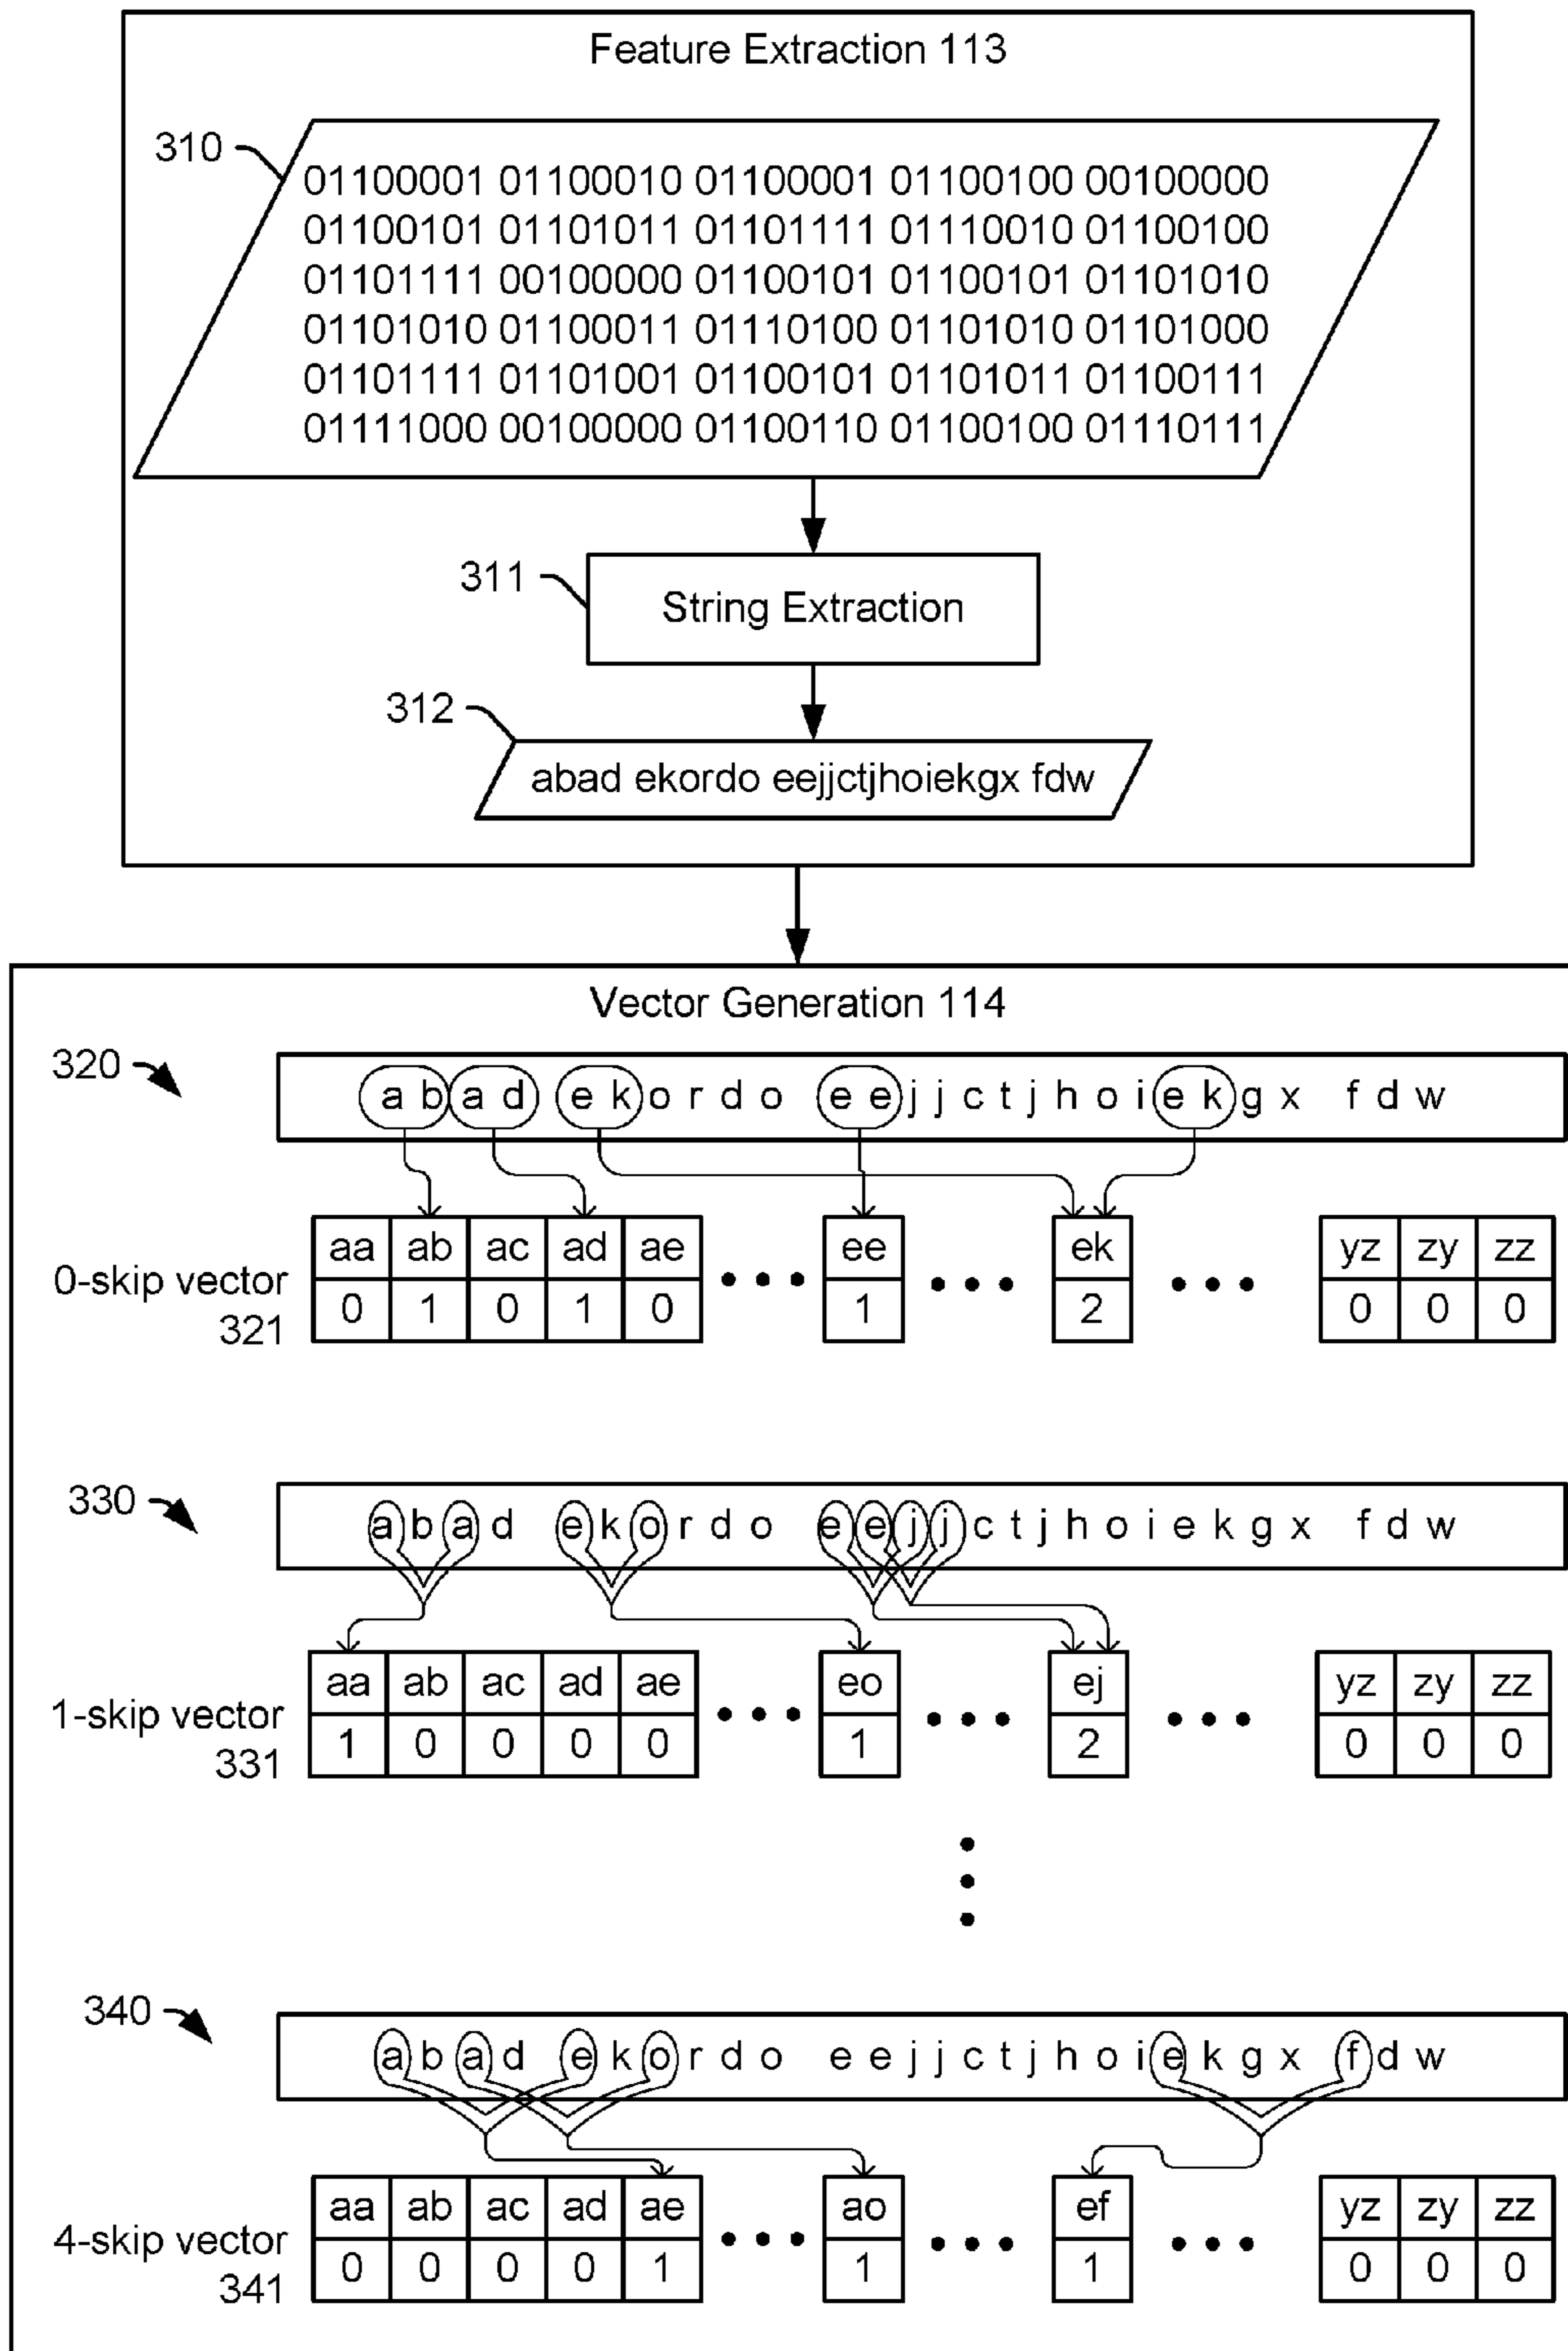 Feature Extraction 113
310
01100001 01100010 01100001 01100100 00100000
01100101 01101011 01101111 01110010 01100100
01101111 00100000 01100101 01100101 01101010
01101010 01100011 01110100 01101010 01101000
01101111 01101001 01100101 01101011 01100111
01111000 00100000 01100110 01100100 01110111
311
String Extraction
312
abad ekordo eejjctjhoiekgx fdw
Vector Generation 114
320
a b a d e k o r d o e e j j c t j h o i e k g x f d w
aa ab ac ad ae ee ek yz zy zz
0-skip vector
321
0 1 0 1 0 1 2 0 0 0
330
a b a d e k o r d o e e j j c t j h o i e k g x f d w
aa ab ac ad ae eo ej yz zy zz
1-skip vector
331
1 0 0 0 0 1 2 0 0 0
340
a b a d e k o r d o e e j j c t j h o i e k g x f d w
aa ab ac ad ae ao ef yz zy zz
4-skip vector
341
0 0 0 0 1 1 1 0 0 0